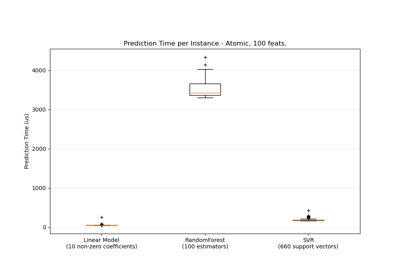 Prediction Time per Instance - Atomic, 100 feats.
4000
3000
2000
1000
0
Prediction Time (us)
Linear Model
(10 non-zero coefficients)
RandomForest
(100 estimators)
SVR
(660 support vectors)